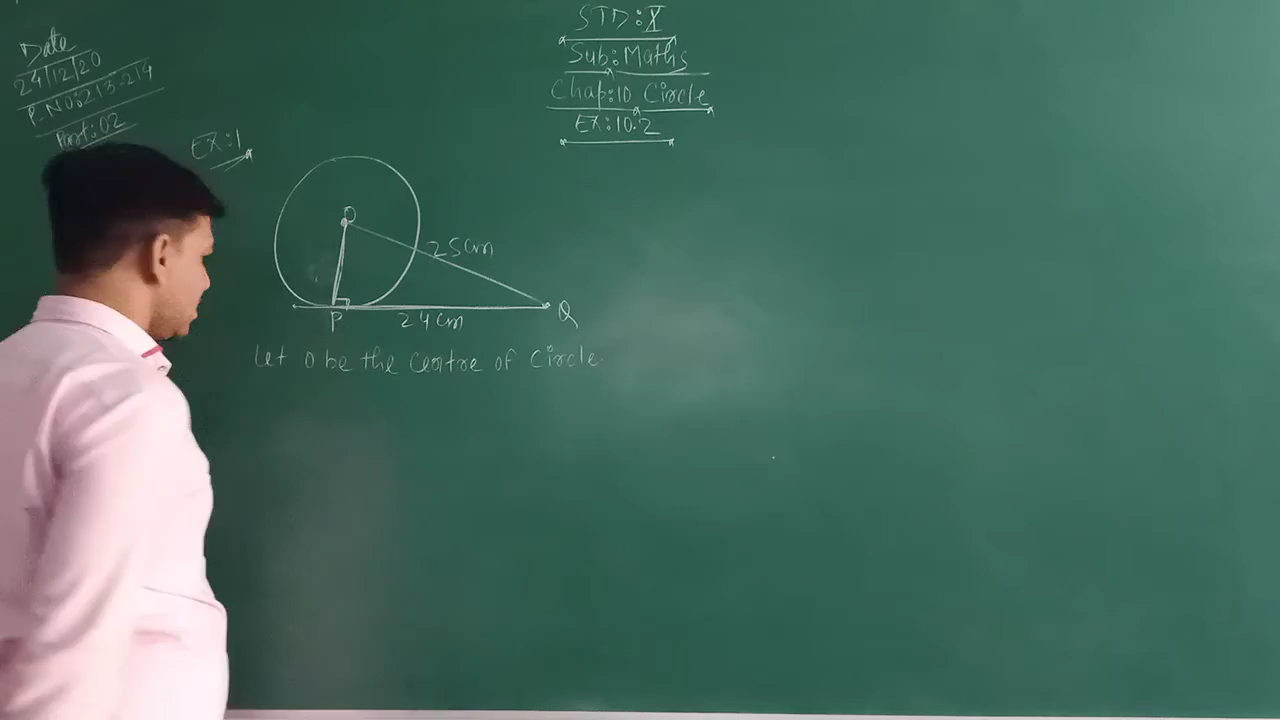 Date
24/12/20
P.NO:213-214
Part:02
STD:X
Sub:Maths
Chap:10 Circle
EX:10.2
EX:1
O
25cm
P
24cm
Q
Let O be the centre of circle.